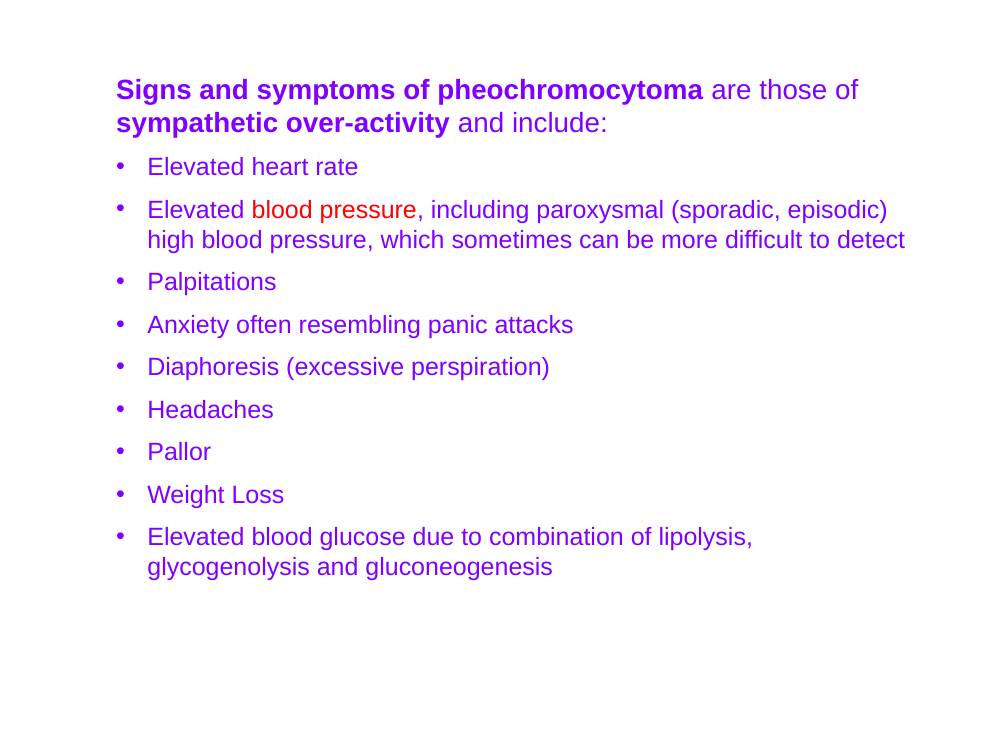 Signs and symptoms of pheochromocytoma are those of
sympathetic over-activity and include:
• Elevated heart rate
• Elevated blood pressure, including paroxysmal (sporadic, episodic)
high blood pressure, which sometimes can be more difficult to detect
• Palpitations
• Anxiety often resembling panic attacks
• Diaphoresis (excessive perspiration)
• Headaches
• Pallor
• Weight Loss
• Elevated blood glucose due to combination of lipolysis,
glycogenolysis and gluconeogenesis